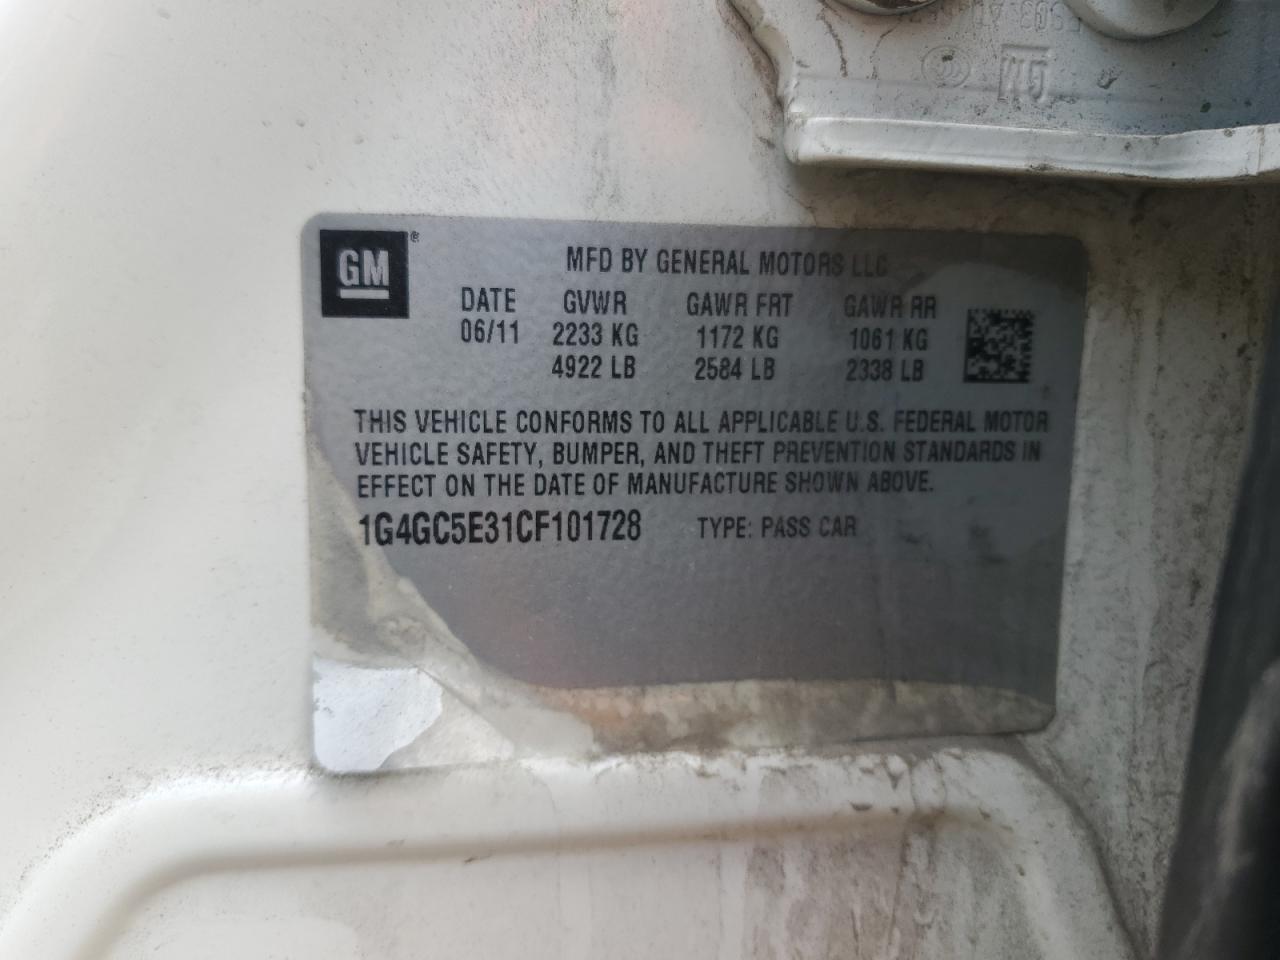 GM
GM®
MFD BY GENERAL MOTORS LLC
DATE GVWR GAWR FRT GAWR RR
06/11 2233 KG 1172 KG 1061 KG
4922 LB 2584 LB 2338 LB
THIS VEHICLE CONFORMS TO ALL APPLICABLE U.S. FEDERAL MOTOR
VEHICLE SAFETY, BUMPER, AND THEFT PREVENTION STANDARDS IN
EFFECT ON THE DATE OF MANUFACTURE SHOWN ABOVE.
1G4GC5E31CF101728 TYPE: PASS CAR